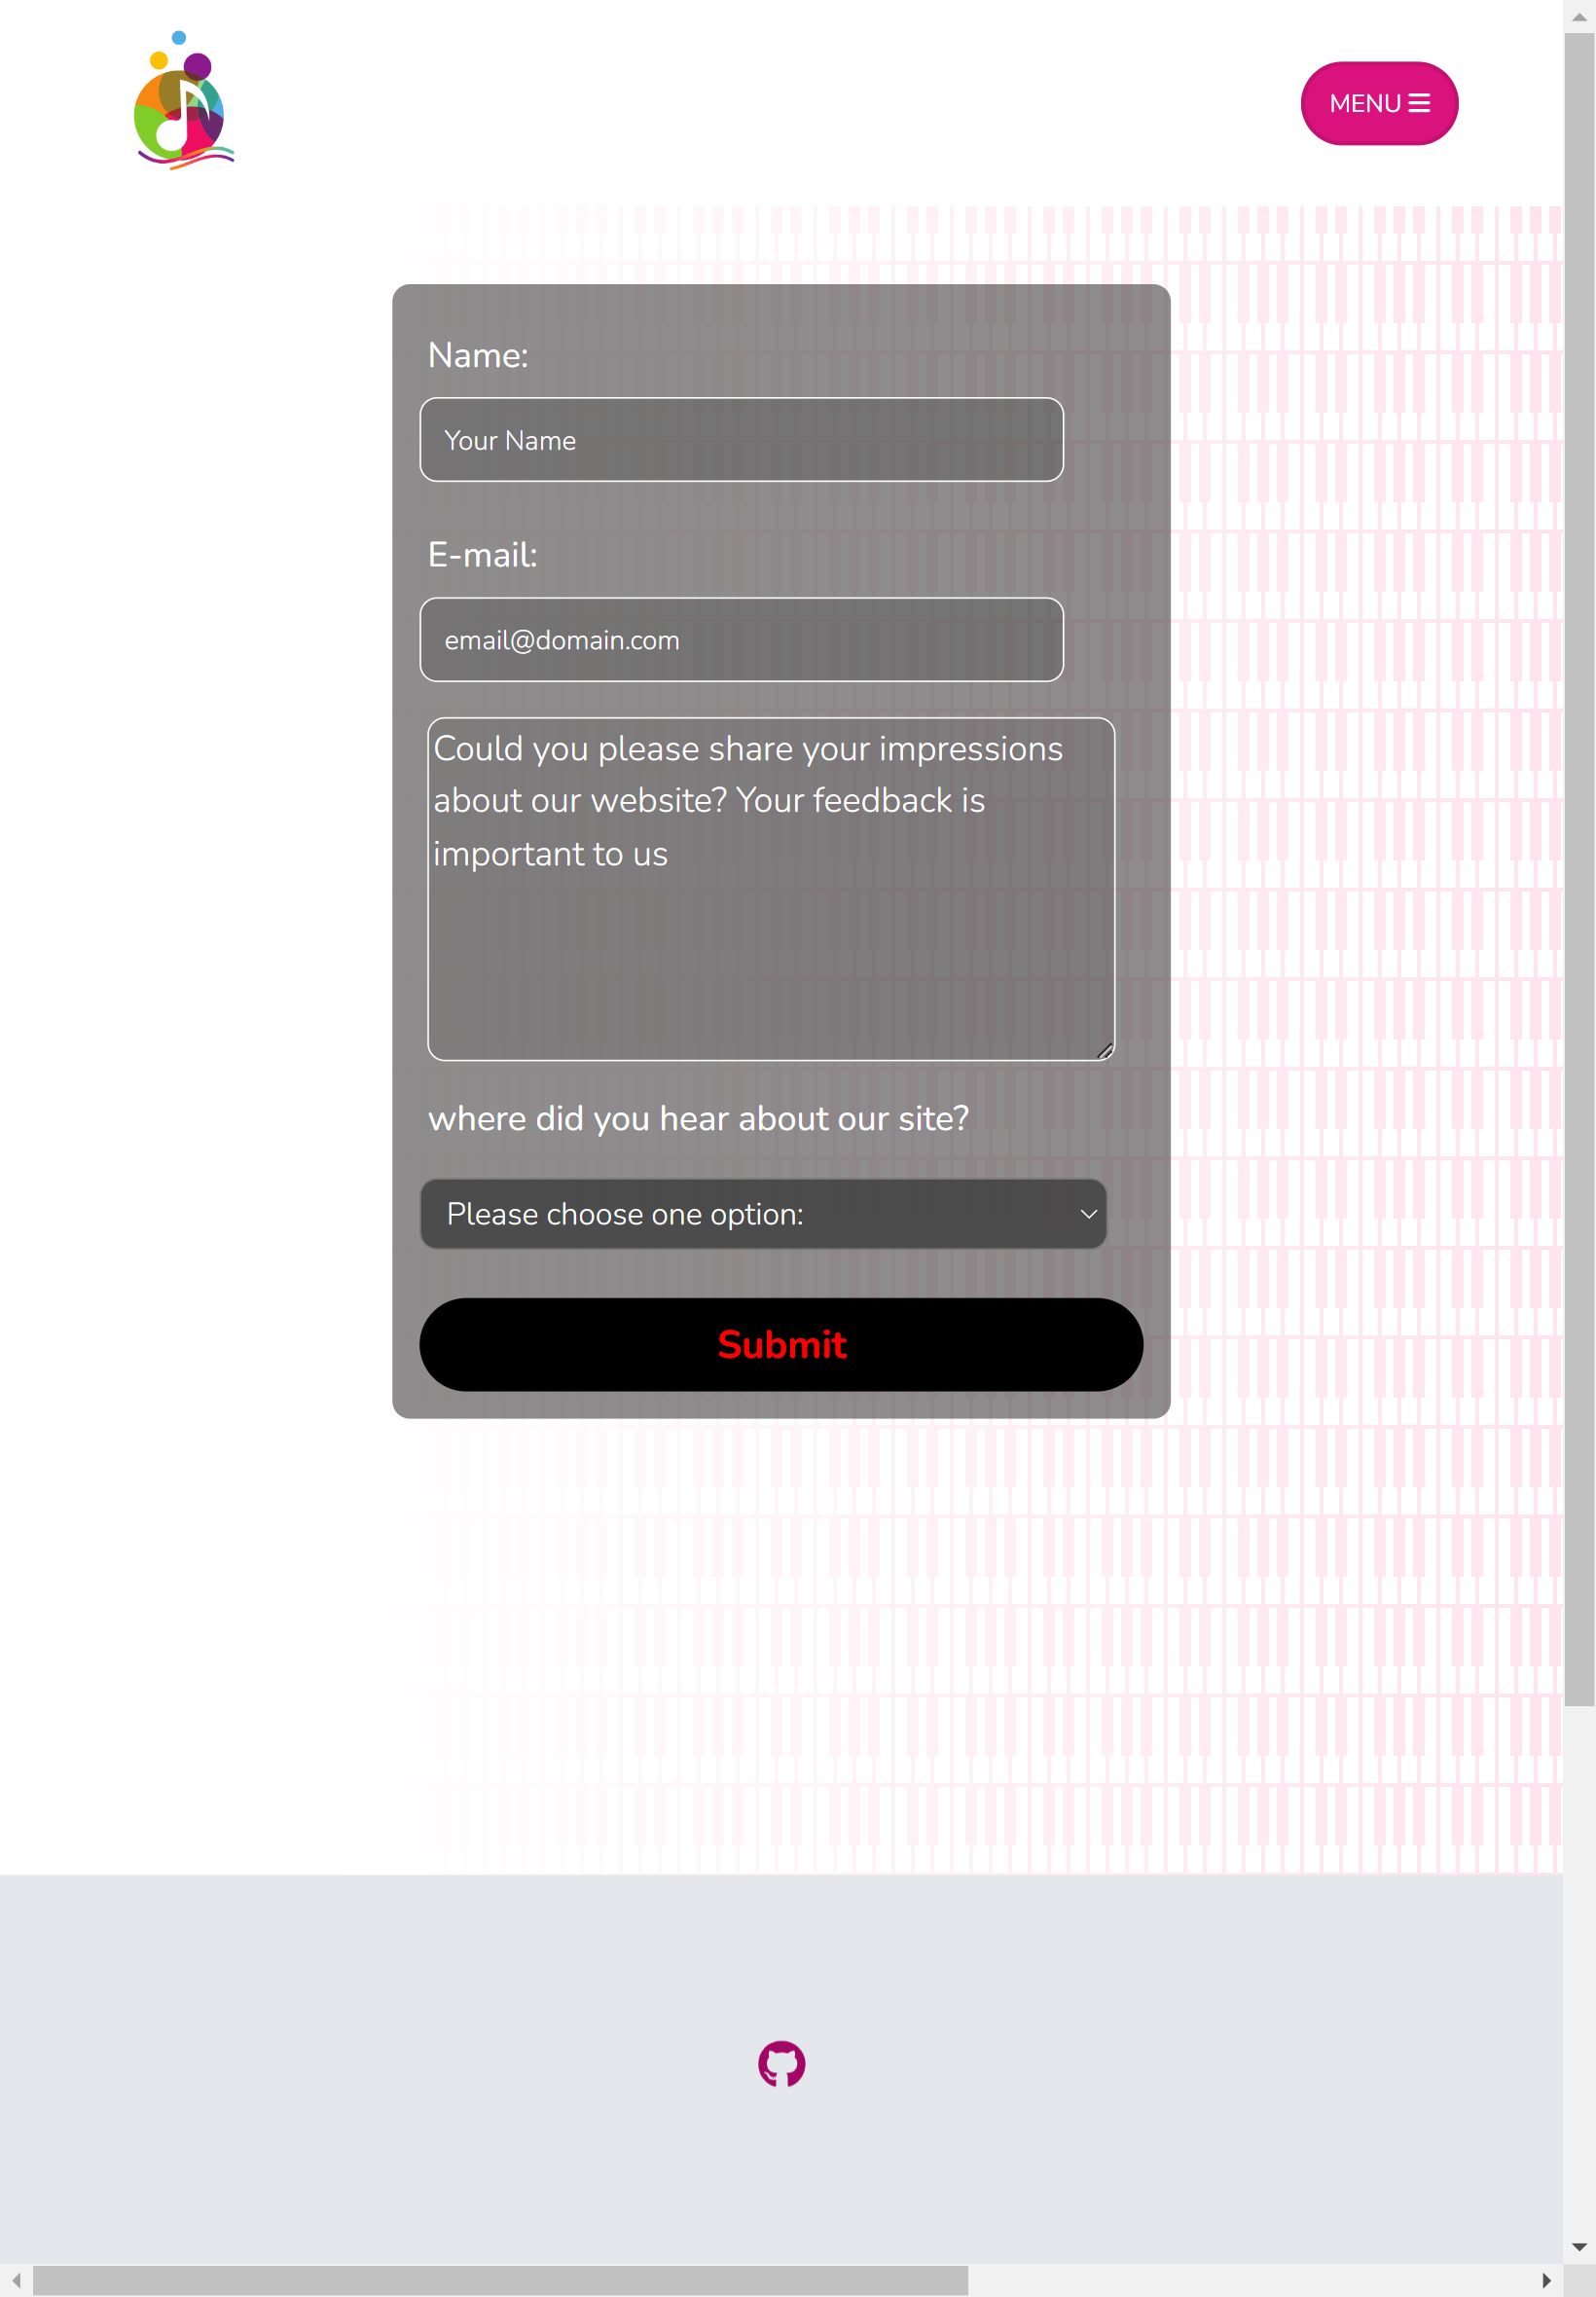 MENU
Name:
Your Name
E-mail:
email@domain.com
Could you please share your impressions
about our website? Your feedback is
important to us
where did you hear about our site?
Please choose one option:
Submit